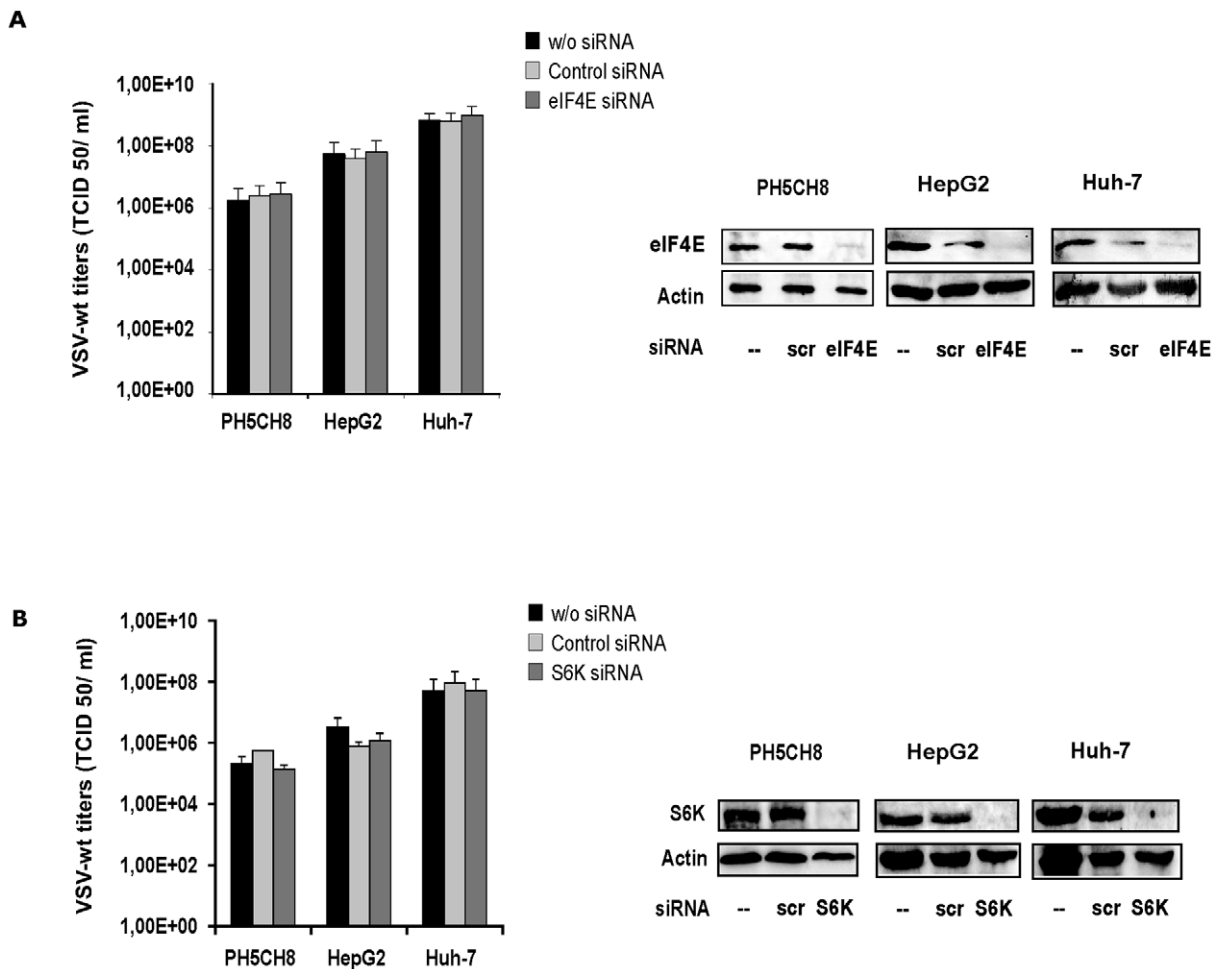 A
w/o siRNA
Control siRNA
eIF4E siRNA
VSV-wt titers (TCID 50/ ml)
1,00E+10
1,00E+08
1,00E+06
1,00E+04
1,00E+02
1,00E+00
PH5CH8 HepG2 Huh-7
PH5CH8 HepG2 Huh-7
eIF4E
Actin
siRNA -- scr eIF4E -- scr eIF4E -- scr eIF4E
B
w/o siRNA
Control siRNA
S6K siRNA
VSV-wt titers (TCID 50/ ml)
1,00E+10
1,00E+08
1,00E+06
1,00E+04
1,00E+02
1,00E+00
PH5CH8 HepG2 Huh-7
PH5CH8 HepG2 Huh-7
S6K
Actin
siRNA -- scr S6K -- scr S6K -- scr S6K